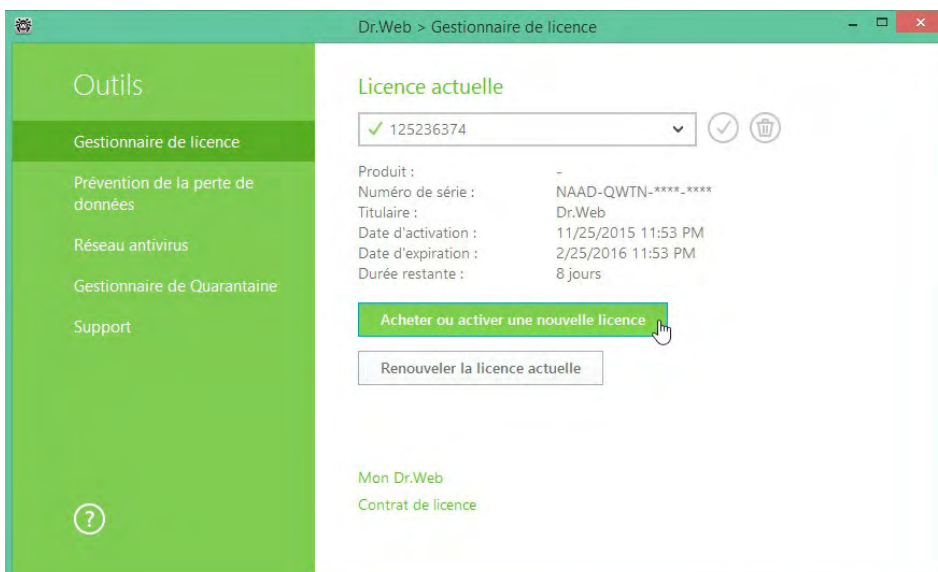 Dr.Web > Gestionnaire de licence
Outils
Gestionnaire de licence
Prévention de la perte de
données
Réseau antivirus
Gestionnaire de Quarantaine
Support
?
Licence actuelle
125236374
Produit : -
Numéro de série : NAAD-QWTN-****-****
Titulaire : Dr.Web
Date d'activation : 11/25/2015 11:53 PM
Date d'expiration : 2/25/2016 11:53 PM
Durée restante : 8 jours
Acheter ou activer une nouvelle licence
Renouveler la licence actuelle
Mon Dr.Web
Contrat de licence